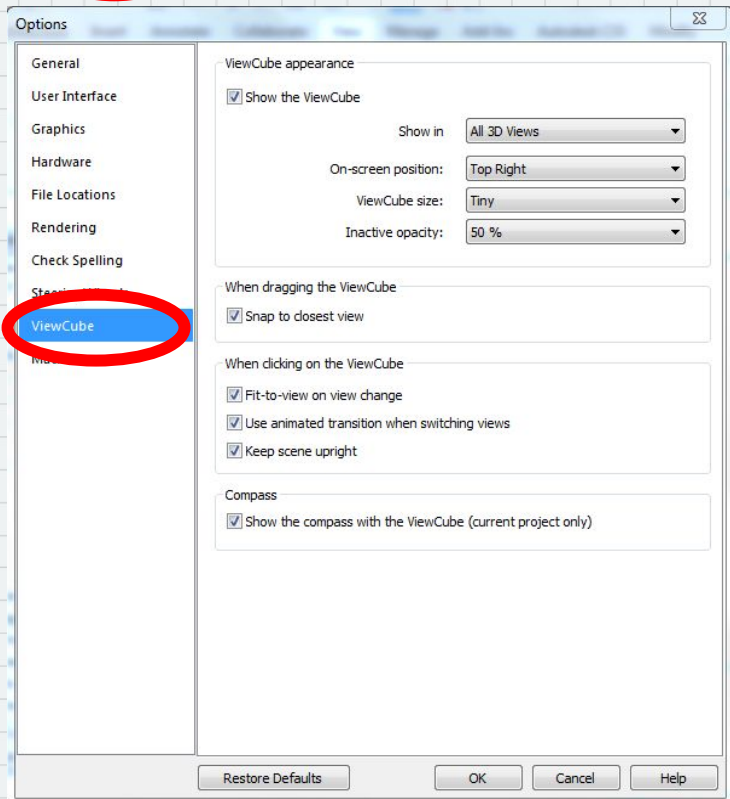 Options
General
User Interface
Graphics
Hardware
File Locations
Rendering
Check Spelling
ViewCube
ViewCube appearance
Show the ViewCube
Show in All 3D Views
On-screen position: Top Right
ViewCube size: Tiny
Inactive opacity: 50 %
When dragging the ViewCube
Snap to closest view
When clicking on the ViewCube
Fit-to-view on view change
Use animated transition when switching views
Keep scene upright
Compass
Show the compass with the ViewCube (current project only)
Restore Defaults OK Cancel Help